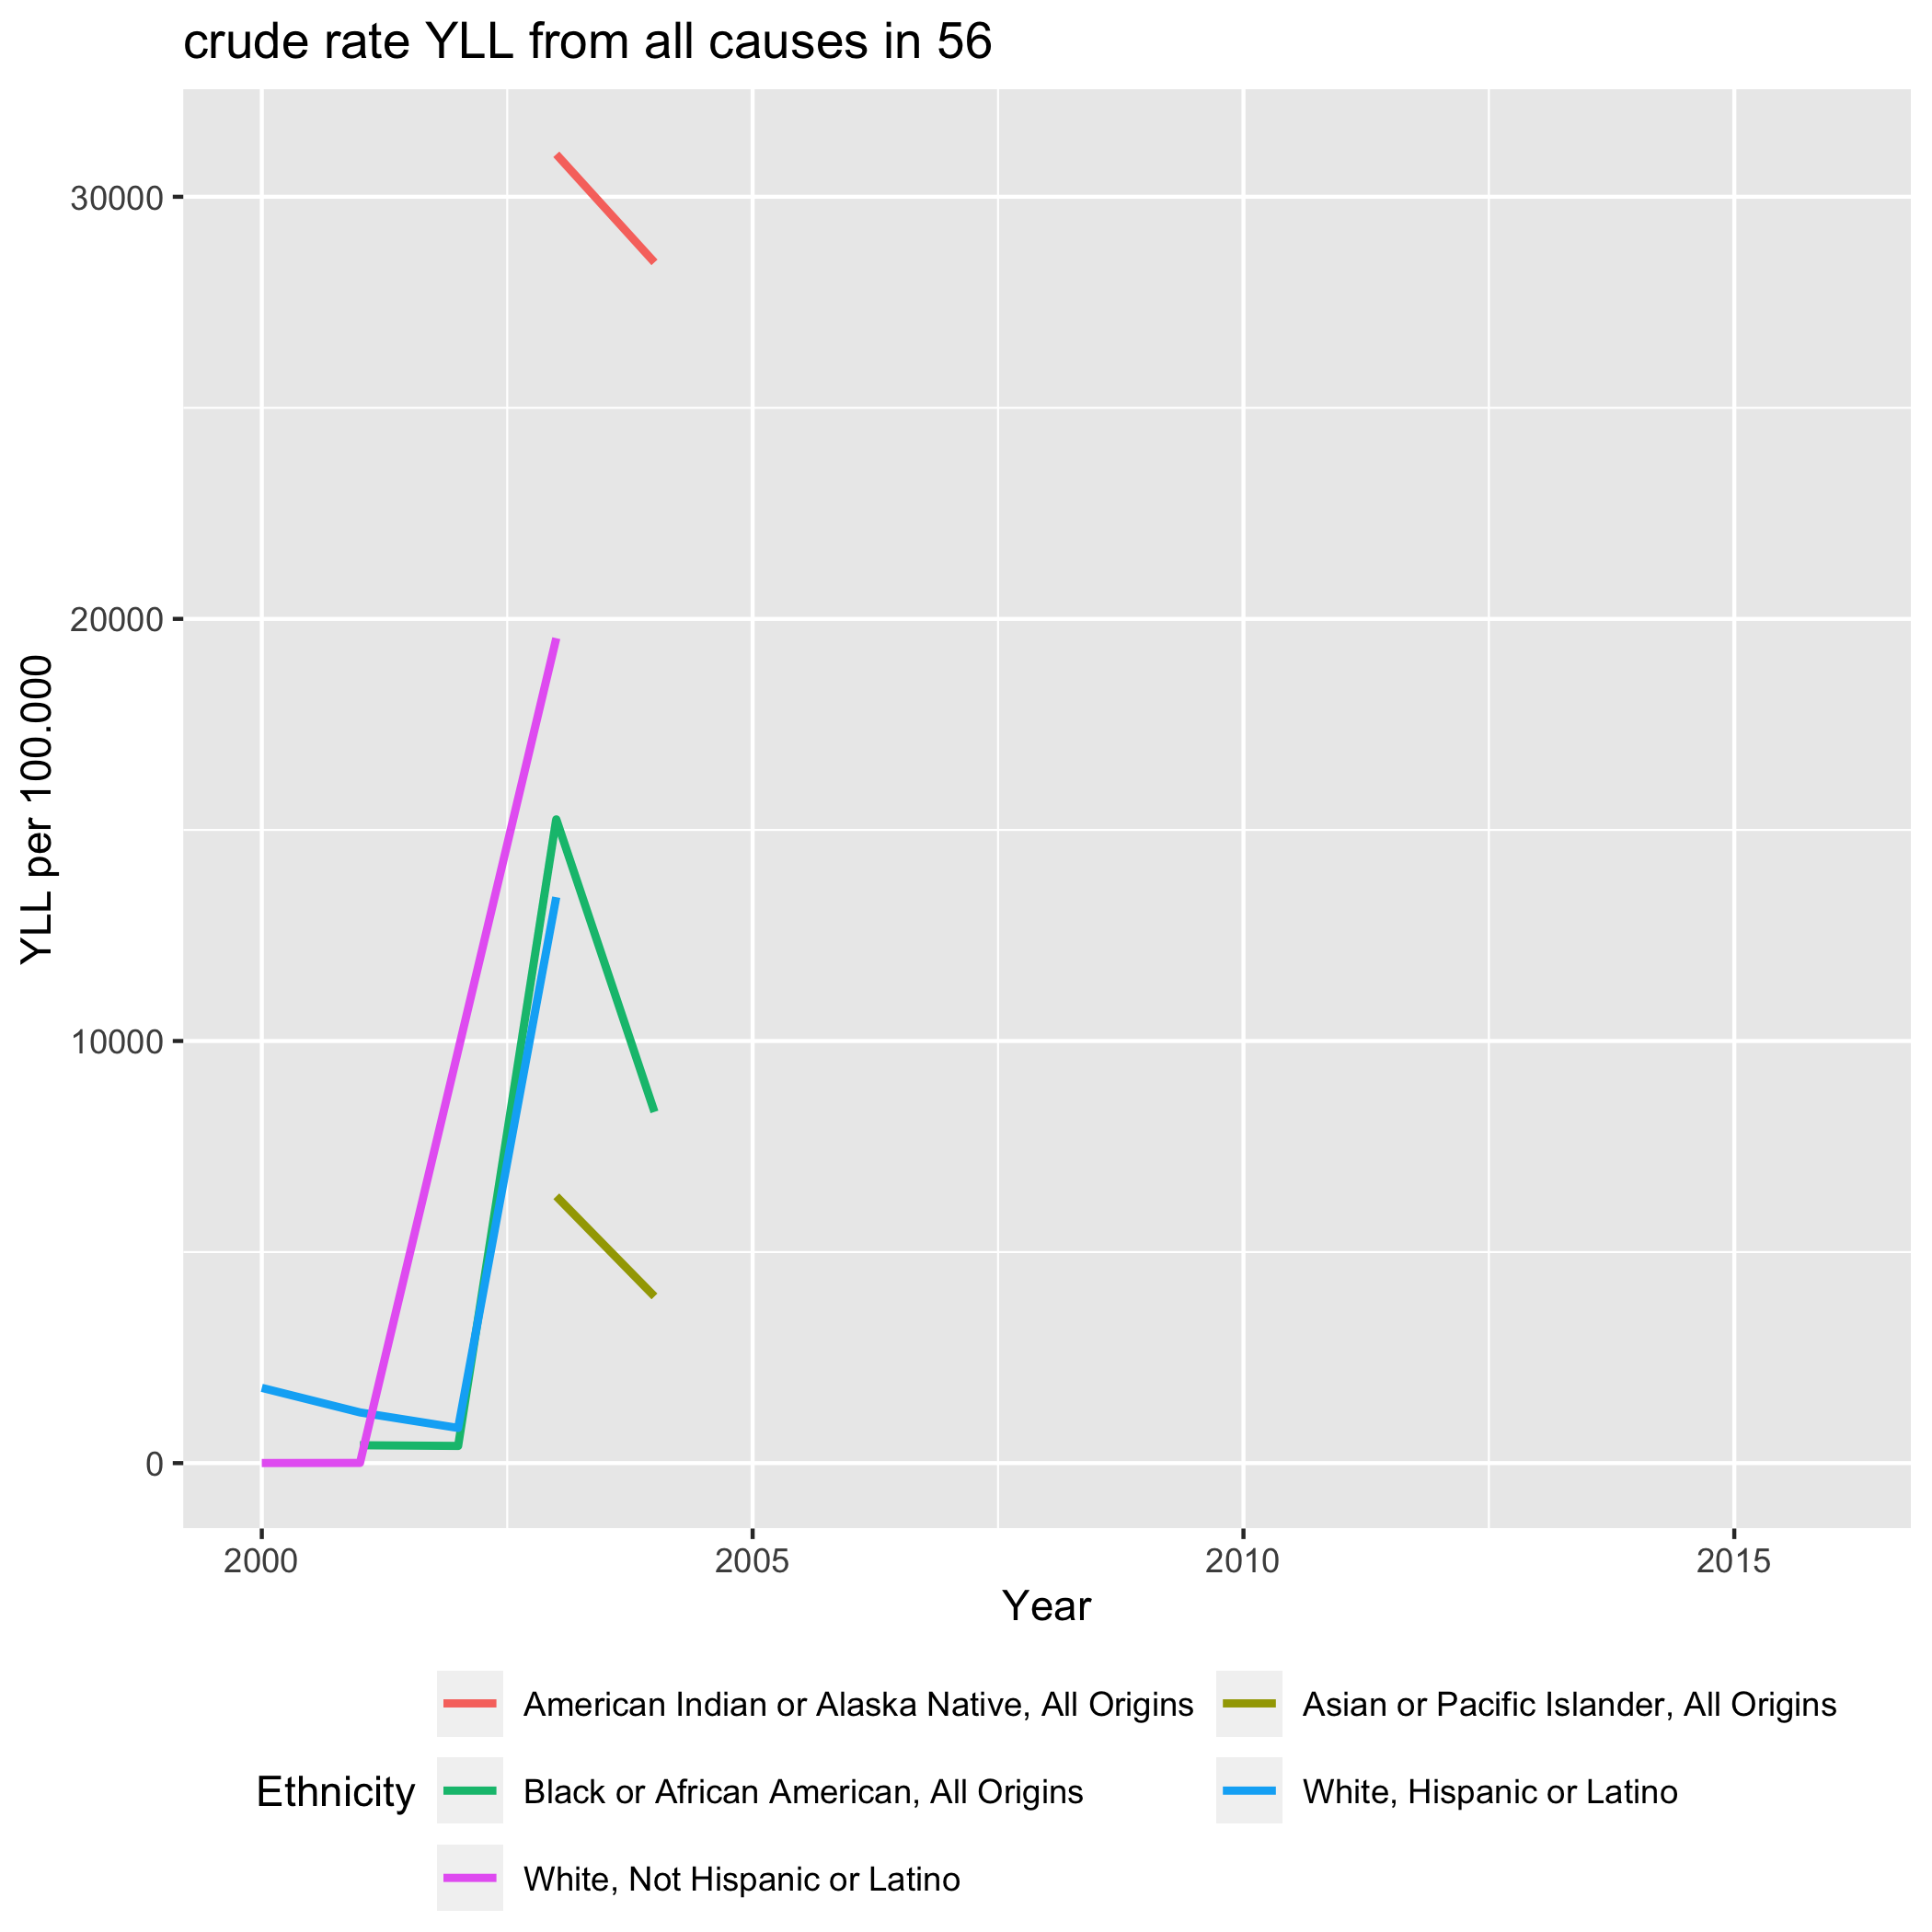 crude rate YLL from all causes in 56
YLL per 100.000
30000
20000
10000
0
2000 2005 2010 2015
Year
Ethnicity
American Indian or Alaska Native, All Origins
Asian or Pacific Islander, All Origins
Black or African American, All Origins
White, Hispanic or Latino
White, Not Hispanic or Latino